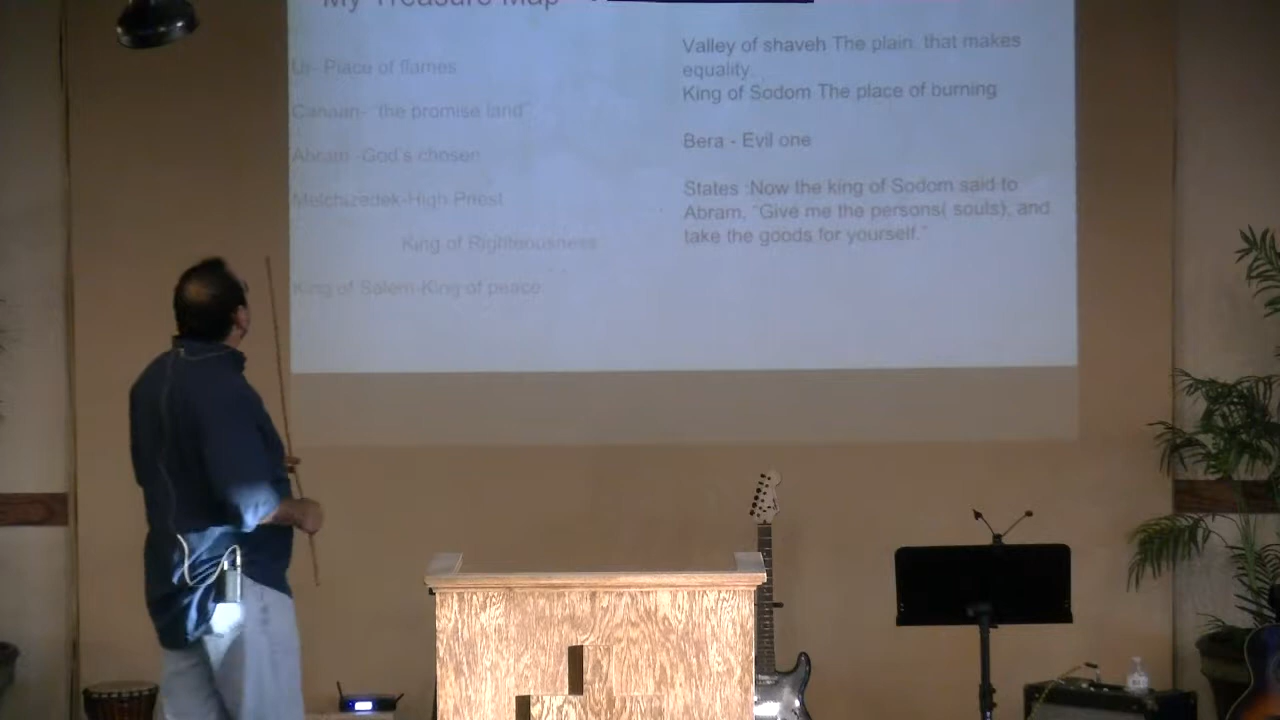 My Treasure Map
Ur- Place of flames
Canaan- "the promise land"
Abram -God's chosen
Melchizedek-High Priest
King of Righteousness
King of Salem-King of peace
Valley of shaveh The plain that makes
equality.
King of Sodom The place of burning
Bera - Evil one
States :Now the king of Sodom said to
Abram, "Give me the persons( souls), and
take the goods for yourself."